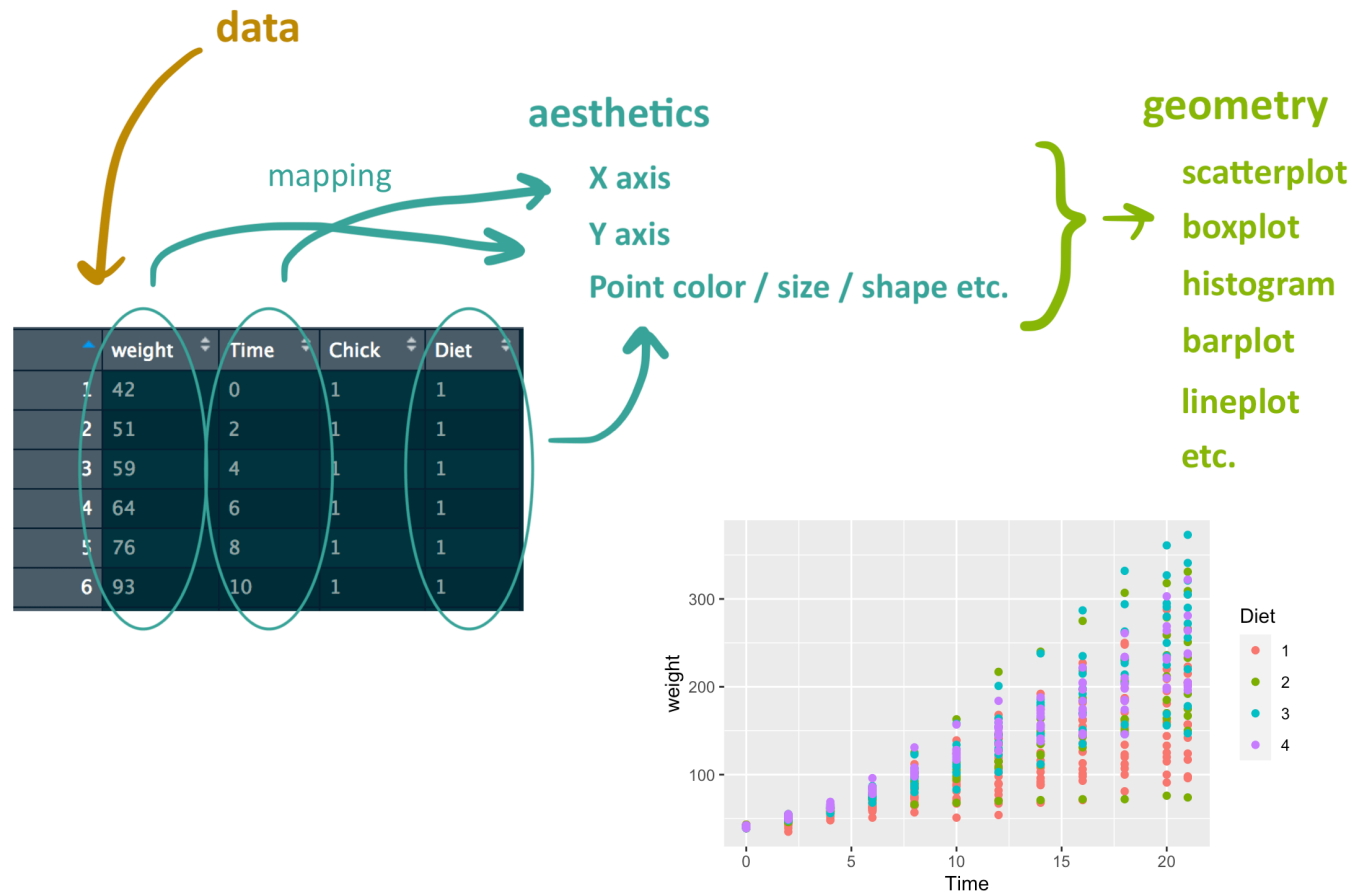 data
aesthetics
mapping
X axis
Y axis
Point color / size / shape etc.
geometry
scatterplot
boxplot
histogram
barplot
lineplot
etc.
weight Time Chick Diet
1 42 0 1 1
2 51 2 1 1
3 59 4 1 1
4 64 6 1 1
5 76 8 1 1
6 93 10 1 1
weight
300
200
100
0 5 10 15 20
Time
Diet
1
2
3
4